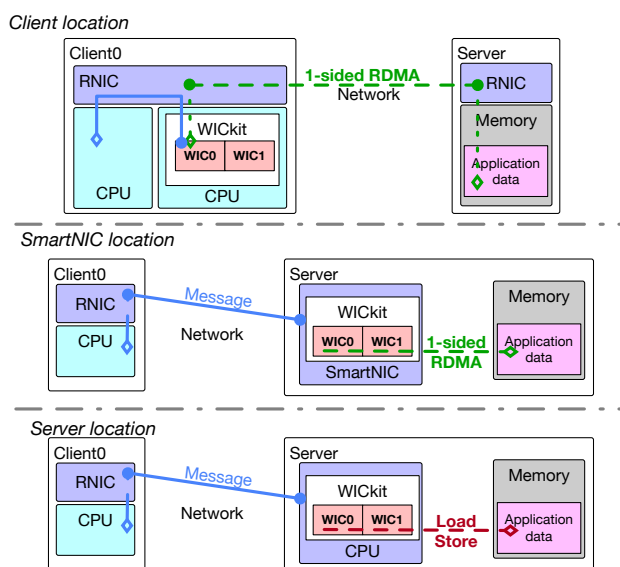 Client location
Client0
RNIC
CPU
WICkit
WIC0 WIC1
CPU
1-sided RDMA
Network
Server
RNIC
Memory
Application
data
SmartNIC location
Client0
RNIC
CPU
Message
Network
Server
WICkit
WIC0 WIC1
SmartNIC
1-sided
RDMA
Memory
Application
data
Server location
Client0
RNIC
CPU
Message
Network
Server
WICkit
WIC0 WIC1
CPU
Load
Store
Memory
Application
data